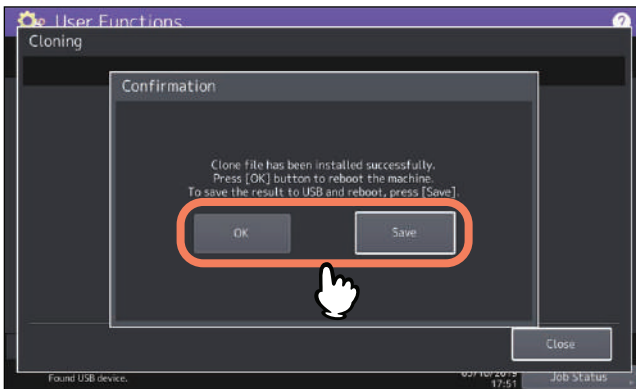 User Functions
?
Cloning
Confirmation
Clone file has been installed successfully.
Press [OK] button to reboot the machine.
To save the result to USB and reboot, press [Save].
OK
Save
Close
Found USB device.
17:51
Job Status